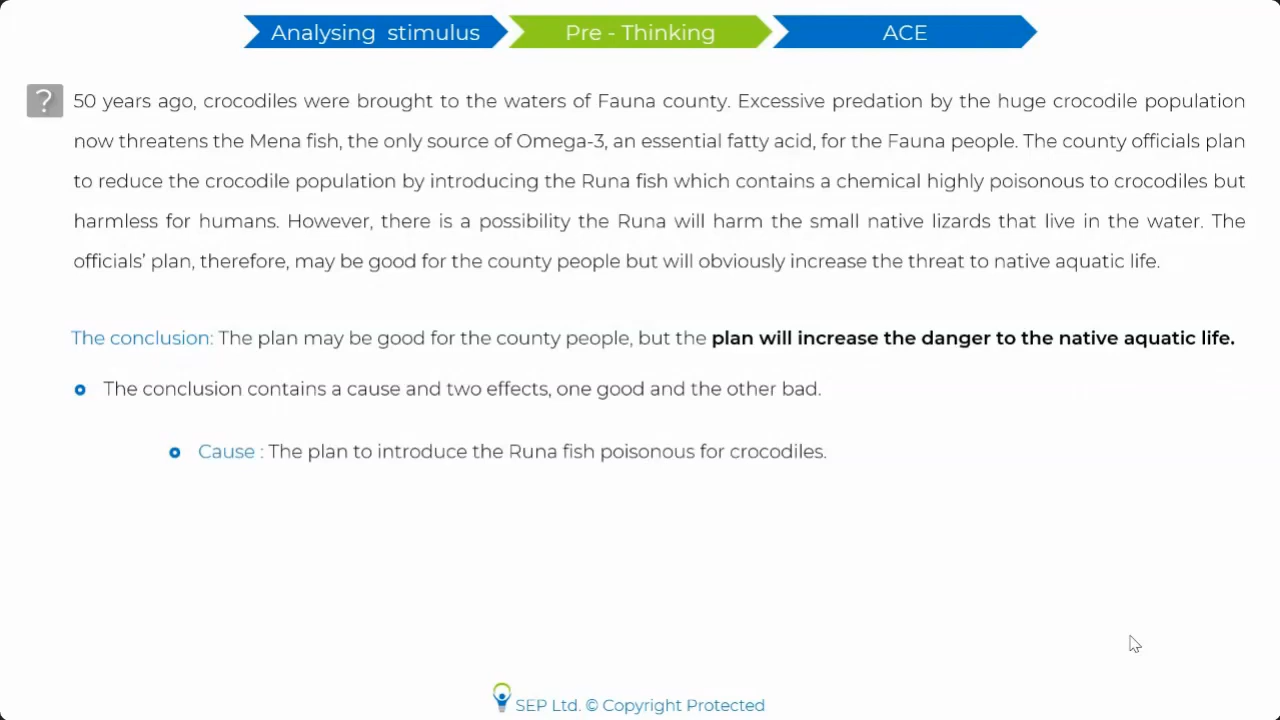 Analysing stimulus
Pre - Thinking
ACE
?
50 years ago, crocodiles were brought to the waters of Fauna county. Excessive predation by the huge crocodile population
now threatens the Mena fish, the only source of Omega-3, an essential fatty acid, for the Fauna people. The county officials plan
to reduce the crocodile population by introducing the Runa fish which contains a chemical highly poisonous to crocodiles but
harmless for humans. However, there is a possibility the Runa will harm the small native lizards that live in the water. The
officials' plan, therefore, may be good for the county people but will obviously increase the threat to native aquatic life.
The conclusion: The plan may be good for the county people, but the plan will increase the danger to the native aquatic life.
The conclusion contains a cause and two effects, one good and the other bad.
Cause : The plan to introduce the Runa fish poisonous for crocodiles.
SEP Ltd. © Copyright Protected